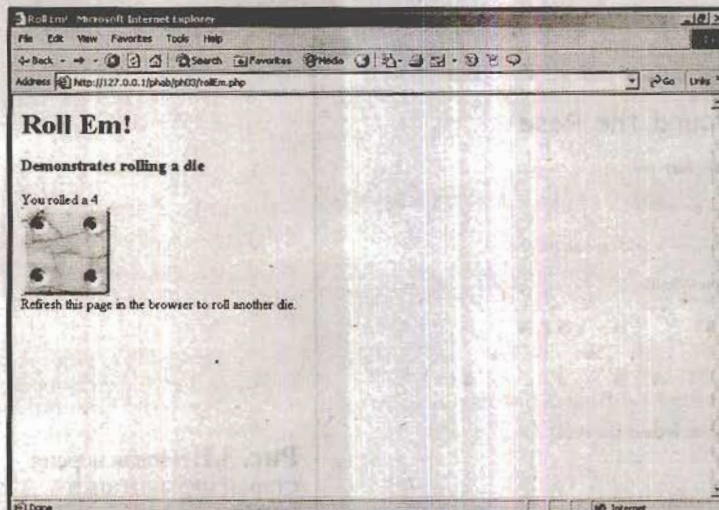 Roll Em! Microsoft Internet Explorer
File Edit View Favorites Tools Help
Back Search Favorites Media
Address http://127.0.0.1/phab/ph03/rollEm.php Go Links
Roll Em!
Demonstrates rolling a die
You rolled a 4
Refresh this page in the browser to roll another die.
Done Internet